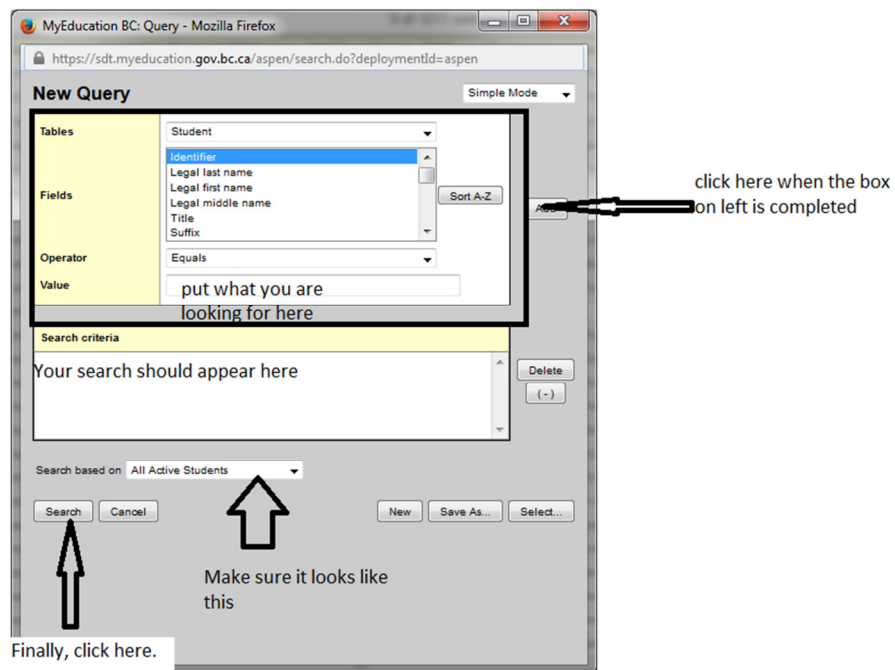 MyEducation BC: Query - Mozilla Firefox
https://sdt.myeducation.gov.bc.ca/aspen/search.do?deploymentId=aspen
New Query
Simple Mode
Tables
Student
Fields
Identifier
Legal last name
Legal first name
Legal middle name
Title
Suffix
Sort A-Z
Add
click here when the box
on left is completed
Operator
Equals
Value
put what you are
looking for here
Search criteria
Your search should appear here
Delete
( - )
Search based on All Active Students
Search Cancel New Save As... Select...
Make sure it looks like
this
Finally, click here.